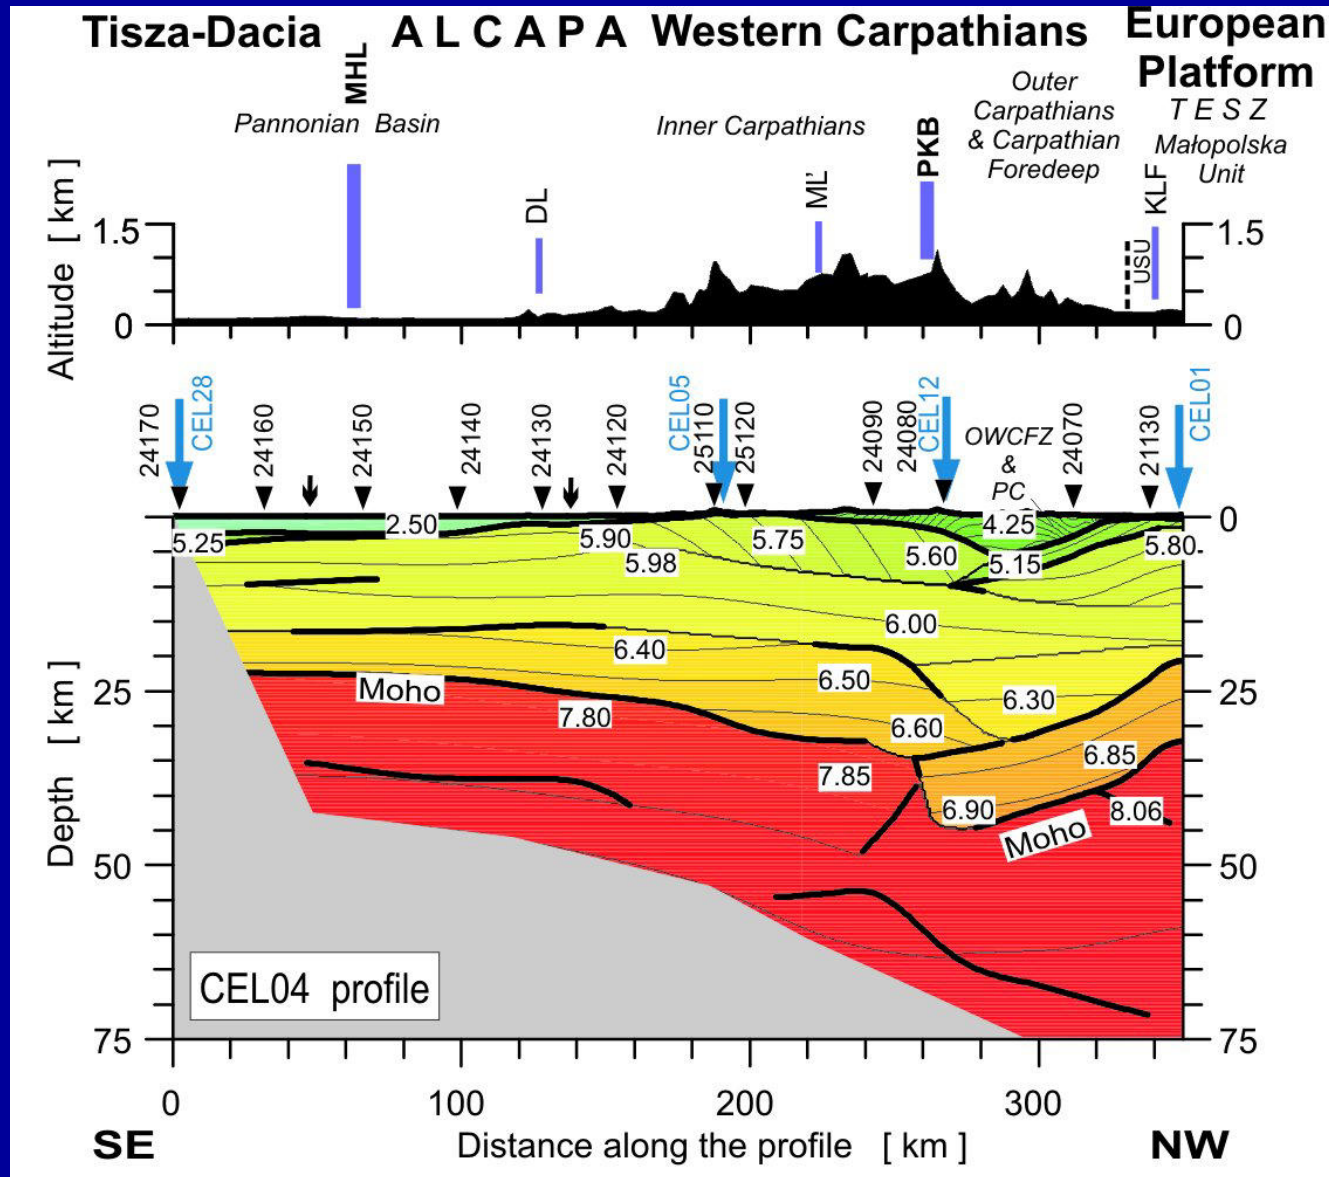 Tisza-Dacia
A L C A P A
Western Carpathians
European
Platform
MHL
Pannonian Basin
Inner Carpathians
PKB
Outer
Carpathians
& Carpathian
Foredeep
T E S Z
Małopolska
Unit
DL
MĽ
KLF
USU
Altitude [ km ]
1.5
0
1.5
0
24170
CEL28
24160
24150
24140
24130
24120
CEL05
25110
25120
24090
24080
CEL12
OWCFZ
&
PC
24070
21130
CEL01
0
25
50
75
Depth [ km ]
25
50
75
2.50
5.25
5.90
5.98
5.75
5.60
4.25
5.15
5.80
6.00
6.40
6.50
6.30
6.60
6.85
6.90
Moho
7.80
7.85
Moho
8.06
CEL04 profile
0
100
200
300
SE
Distance along the profile [ km ]
NW